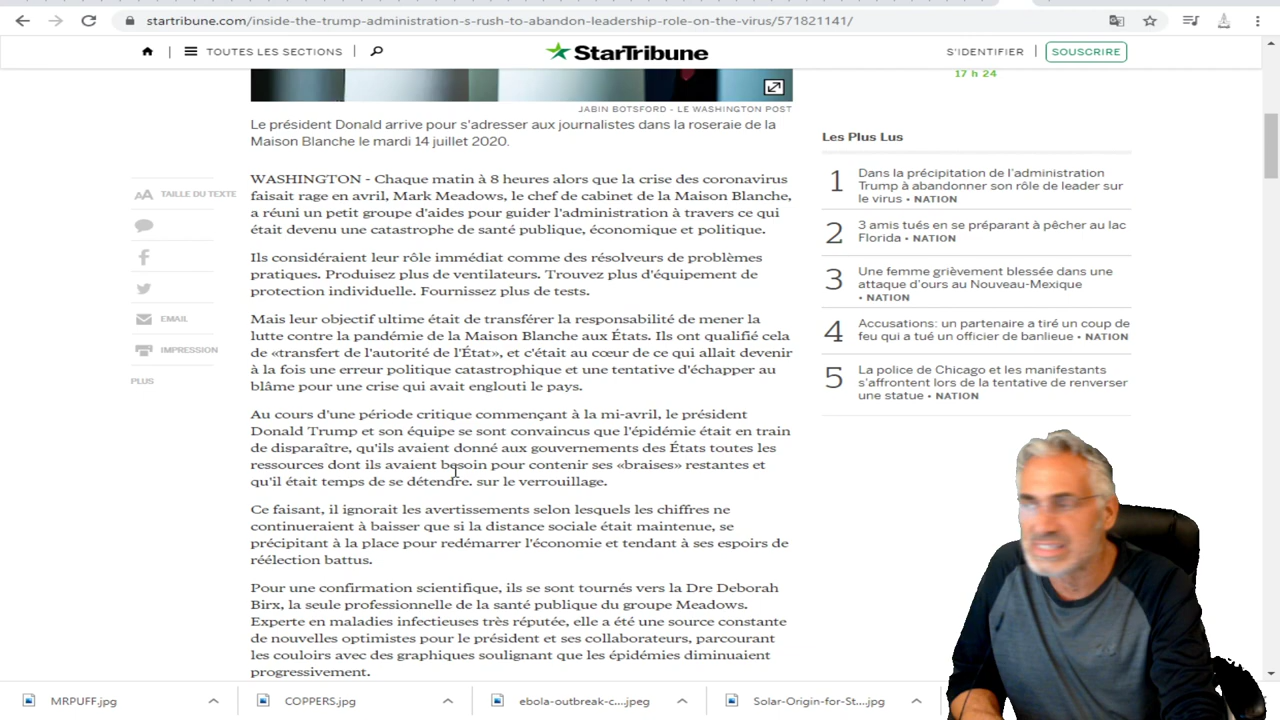 startribune.com/inside-the-trump-administration-s-rush-to-abandon-leadership-role-on-the-virus/571821141/
TOUTES LES SECTIONS
StarTribune
S'IDENTIFIER
SOUSCRIRE
17 h 24
JABIN BOTSFORD - LE WASHINGTON POST
Le président Donald arrive pour s'adresser aux journalistes dans la roseraie de la
Maison Blanche le mardi 14 juillet 2020.
TAILLE DU TEXTE
EMAIL
IMPRESSION
PLUS
WASHINGTON - Chaque matin à 8 heures alors que la crise des coronavirus
faisait rage en avril, Mark Meadows, le chef de cabinet de la Maison Blanche,
a réuni un petit groupe d'aides pour guider l'administration à travers ce qui
était devenu une catastrophe de santé publique, économique et politique.
Ils considéraient leur rôle immédiat comme des résolveurs de problèmes
pratiques. Produisez plus de ventilateurs. Trouvez plus d'équipement de
protection individuelle. Fournissez plus de tests.
Mais leur objectif ultime était de transférer la responsabilité de mener la
lutte contre la pandémie de la Maison Blanche aux États. Ils ont qualifié cela
de «transfert de l'autorité de l'État», et c'était au cœur de ce qui allait devenir
à la fois une erreur politique catastrophique et une tentative d'échapper au
blâme pour une crise qui avait englouti le pays.
Au cours d'une période critique commençant à la mi-avril, le président
Donald Trump et son équipe se sont convaincus que l'épidémie était en train
de disparaître, qu'ils avaient donné aux gouvernements des États toutes les
ressources dont ils avaient besoin pour contenir ses «braises» restantes et
qu'il était temps de se détendre. sur le verrouillage.
Ce faisant, il ignorait les avertissements selon lesquels les chiffres ne
continueraient à baisser que si la distance sociale était maintenue, se
précipitant à la place pour redémarrer l'économie et tendant à ses espoirs de
réélection battus.
Pour une confirmation scientifique, ils se sont tournés vers la Dre Deborah
Birx, la seule professionnelle de la santé publique du groupe Meadows.
Experte en maladies infectieuses très réputée, elle a été une source constante
de nouvelles optimistes pour le président et ses collaborateurs, parcourant
les couloirs avec des graphiques soulignant que les épidémies diminuaient
progressivement.
Les Plus Lus
1 Dans la précipitation de l'administration
Trump à abandonner son rôle de leader sur
le virus • NATION
2 3 amis tués en se préparant à pêcher au lac
Florida • NATION
3 Une femme grièvement blessée dans une
attaque d'ours au Nouveau-Mexique
• NATION
4 Accusations: un partenaire a tiré un coup de
feu qui a tué un officier de banlieue • NATION
5 La police de Chicago et les manifestants
s'affrontent lors de la tentative de renverser
une statue • NATION
MRPUFF.jpg
COPPERS.jpg
ebola-outbreak-c....jpeg
Solar-Origin-for-St....jpg